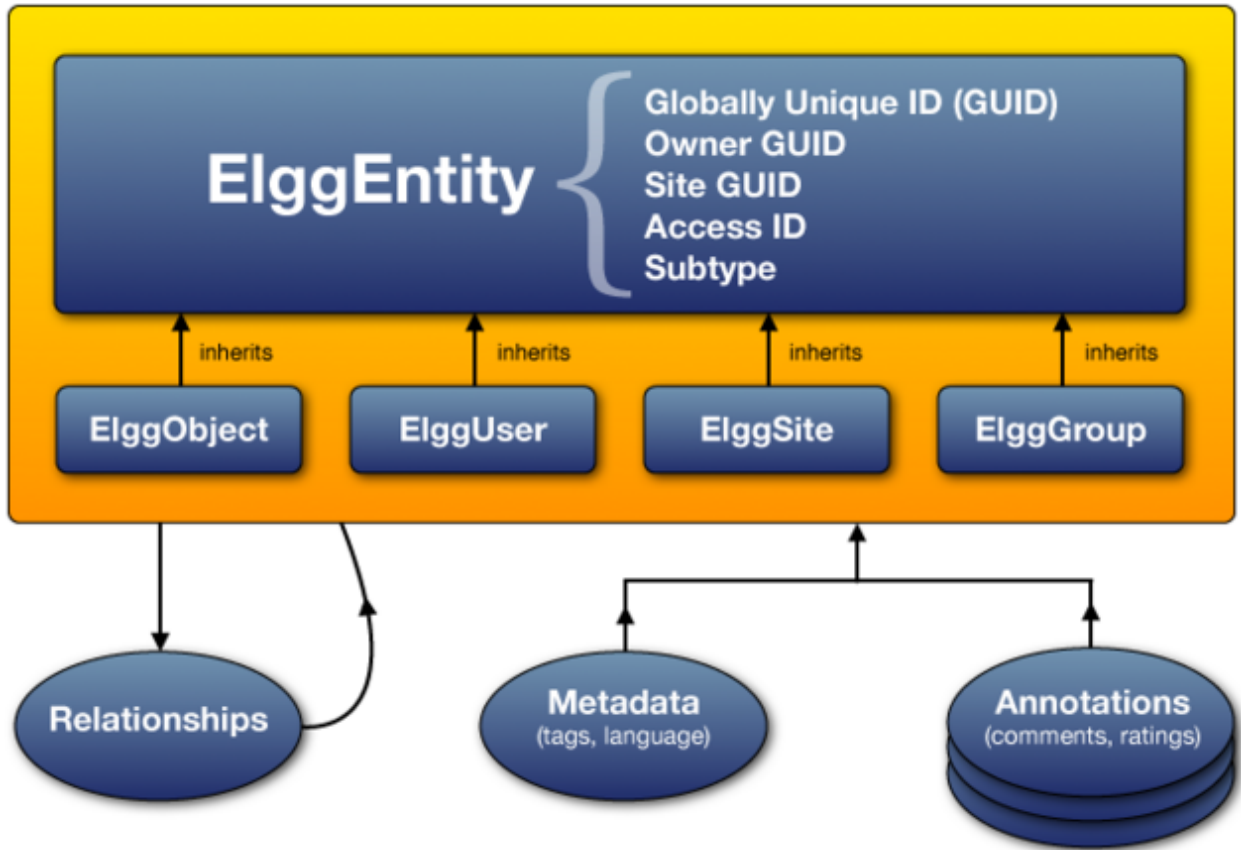 ElggEntity
Globally Unique ID (GUID)
Owner GUID
Site GUID
Access ID
Subtype
inherits
inherits
inherits
inherits
ElggObject
ElggUser
ElggSite
ElggGroup
Relationships
Metadata
(tags, language)
Annotations
(comments, ratings)